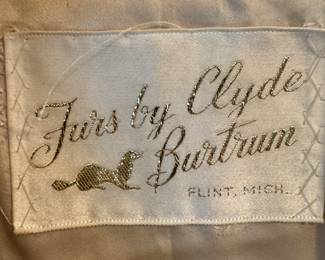 Furs by Clyde
Burtrum
FLINT, MICH.